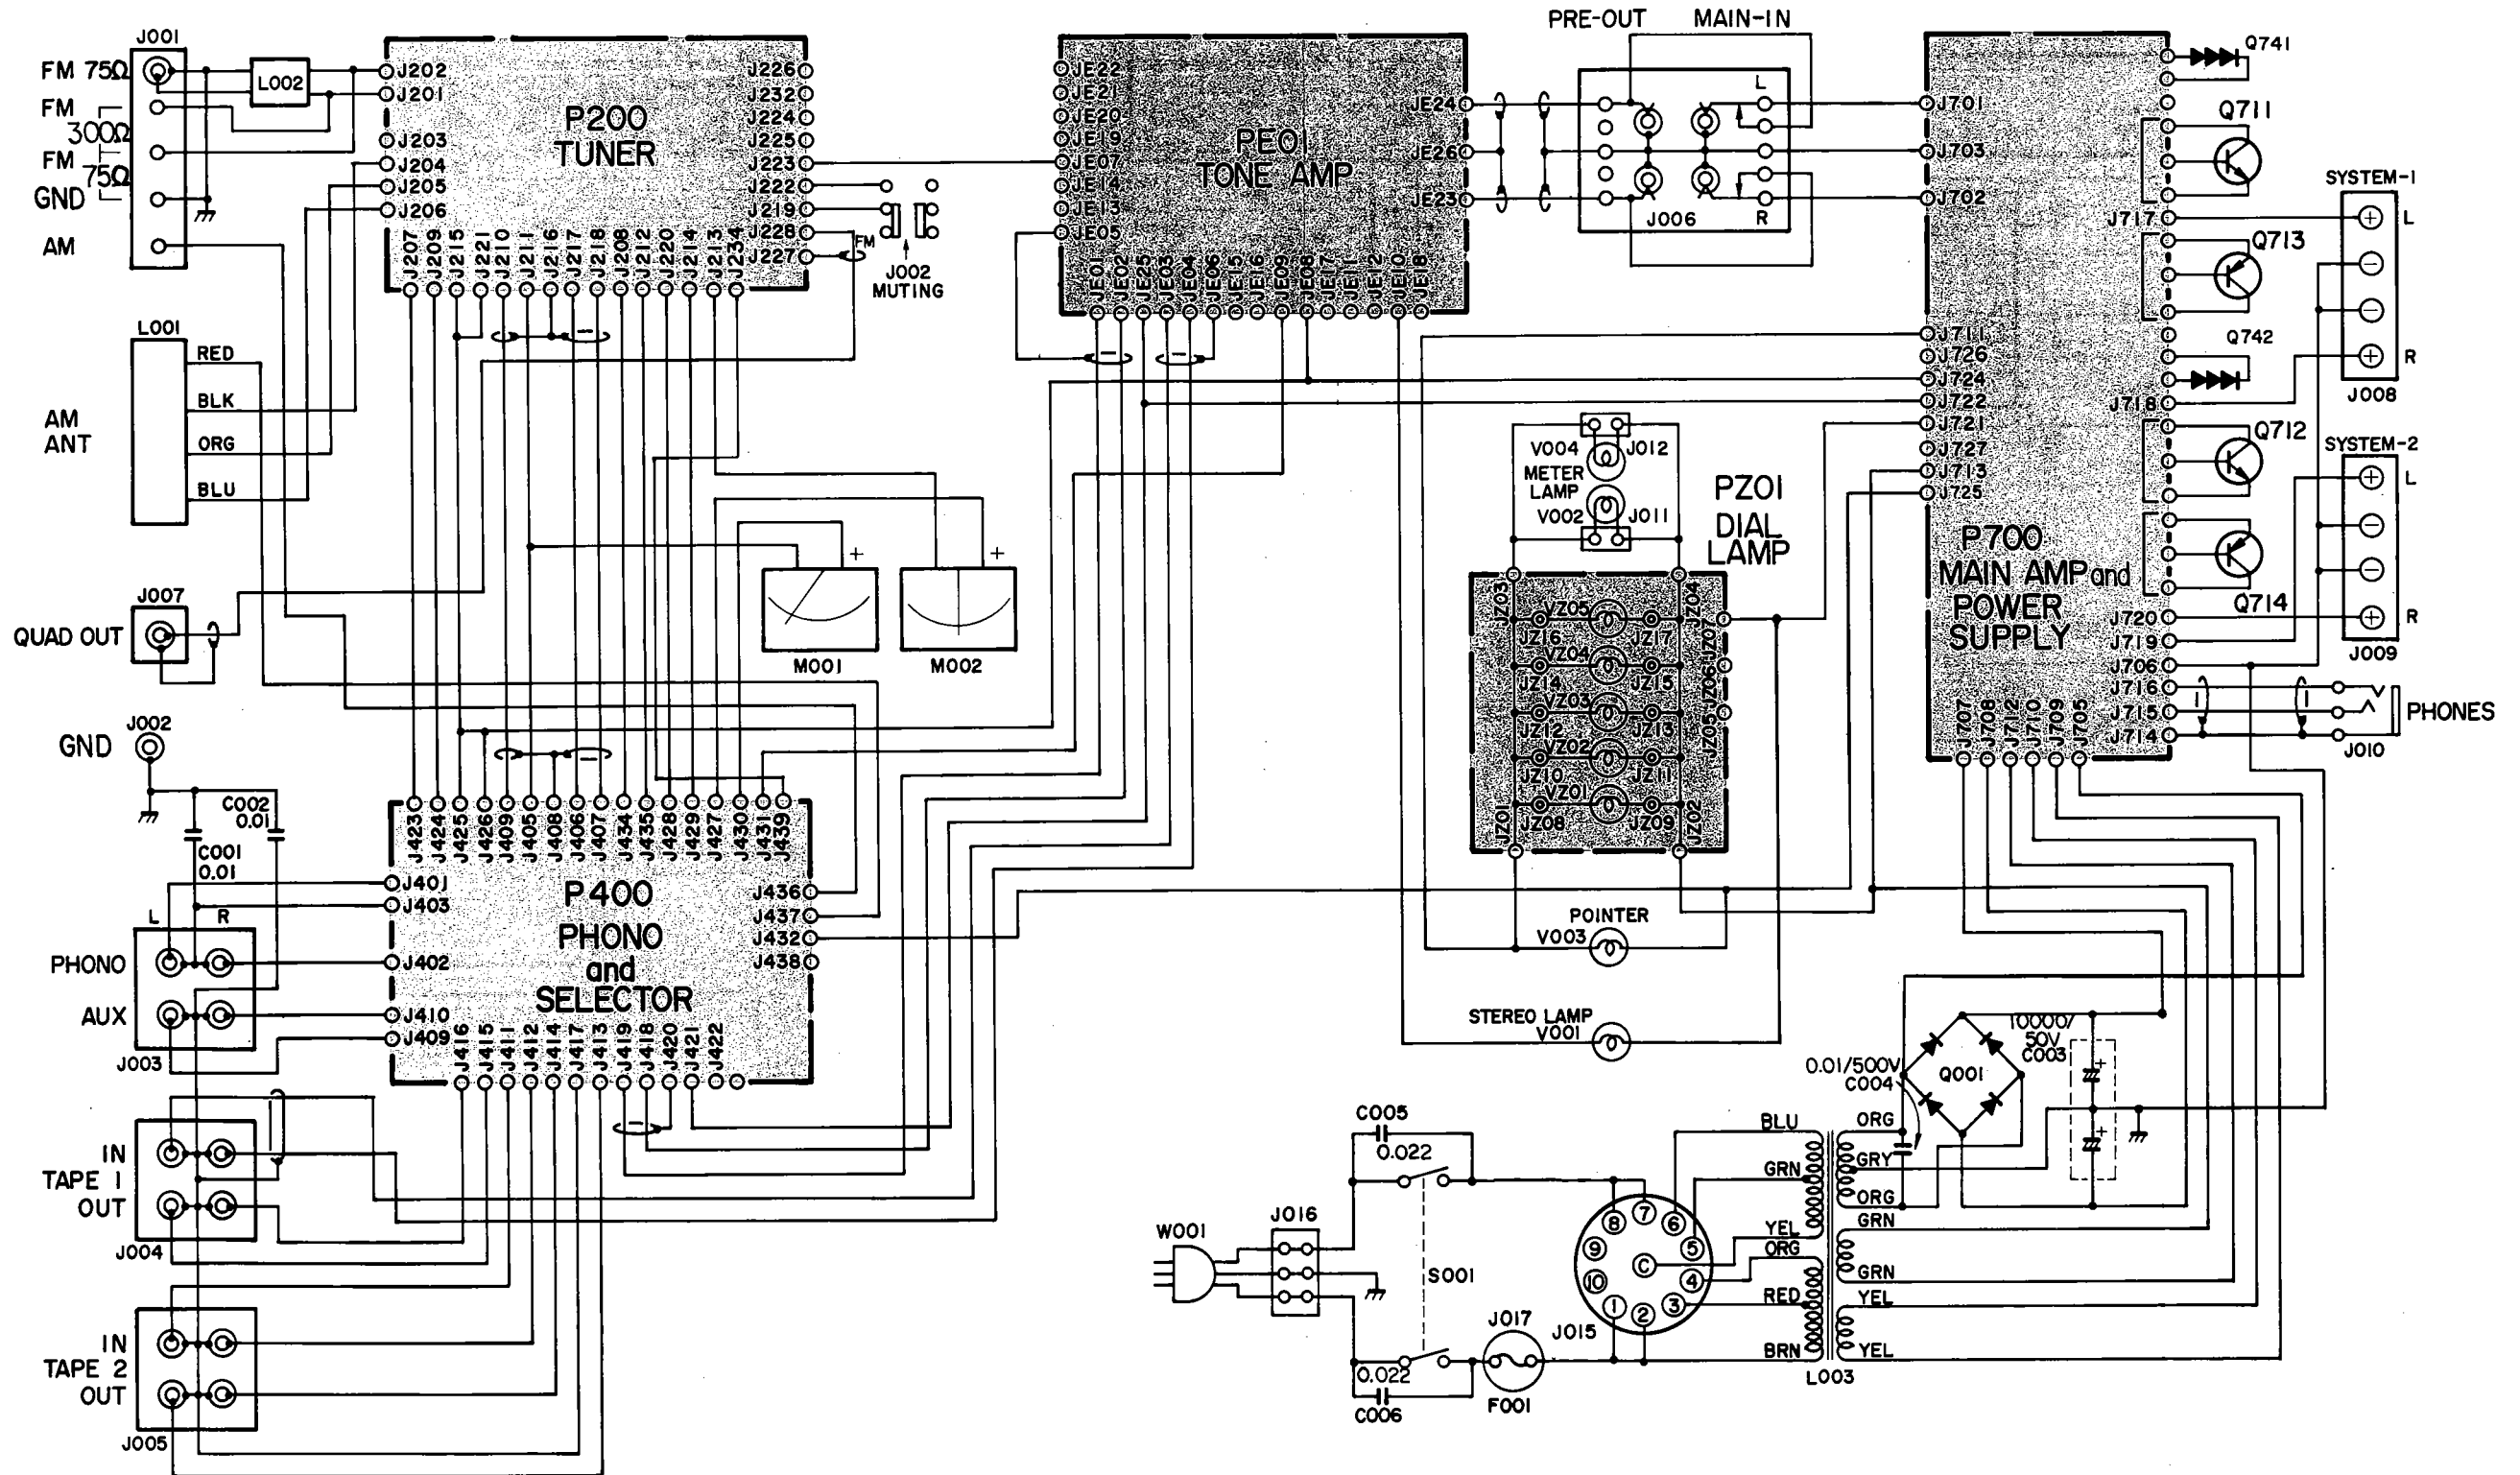 PRE-OUT MAIN-IN
J001
FM 75Ω
FM
300Ω
FM
75Ω
GND
AM
L002
J202
J201
J203
J204
J205
J206
P200
TUNER
J226
J232
J224
J225
J223
J222
J219
J228
J227
J207
J209
J215
J221
J210
J211
J216
J217
J218
J208
J212
J220
J214
J213
J234
FM
J002
MUTING
JE22
JE21
JE20
JE19
JE07
JE14
JE13
JE05
PE01
TONE AMP
JE24
JE26
JE23
JE01
JE02
JE25
JE03
JE04
JE06
JE15
JE16
JE09
JE08
JE17
JE11
JE12
JE10
JE18
L
J006
R
J701
J703
J702
J711
J726
J724
J722
J721
J727
J713
J725
P700
MAIN AMP and
POWER
SUPPLY
J717
J718
J720
J719
J706
J716
J715
J714
J707
J708
J712
J710
J709
J705
Q741
Q711
Q713
Q742
Q712
Q714
SYSTEM-1
+ L
−
−
+ R
J008
SYSTEM-2
+ L
−
−
+ R
J009
PHONES
J010
L001
RED
BLK
ORG
BLU
AM
ANT
J007
QUAD OUT
M001
+
M002
+
V004
J012
METER
LAMP
V002
J011
PZ01
DIAL
LAMP
JZ03
JZ04
VZ05
JZ16
JZ17
JZ07
VZ04
JZ14
JZ15
JZ06
VZ03
JZ12
JZ13
JZ05
VZ02
JZ10
JZ11
VZ01
JZ08
JZ09
JZ01
JZ02
POINTER
V003
STEREO LAMP
V001
J002
GND
C002
0.01
C001
0.01
L R
PHONO
AUX
J003
J423
J424
J425
J426
J409
J405
J408
J406
J407
J434
J435
J428
J429
J427
J430
J431
J439
J401
J403
J402
J410
J409
P400
PHONO
and
SELECTOR
J436
J437
J432
J438
J416
J415
J411
J412
J414
J417
J413
J419
J418
J420
J421
J422
IN
TAPE 1
OUT
J004
IN
TAPE 2
OUT
J005
W001
J016
C005
0.022
S001
0.022
C006
J017
F001
J015
8
7
6
9
5
C
10
4
1
2
3
BLU
GRN
YEL
ORG
RED
BRN
L003
ORG
GRY
ORG
GRN
GRN
YEL
YEL
0.01/500V
C004
Q001
10000/
50V
C003
+
+